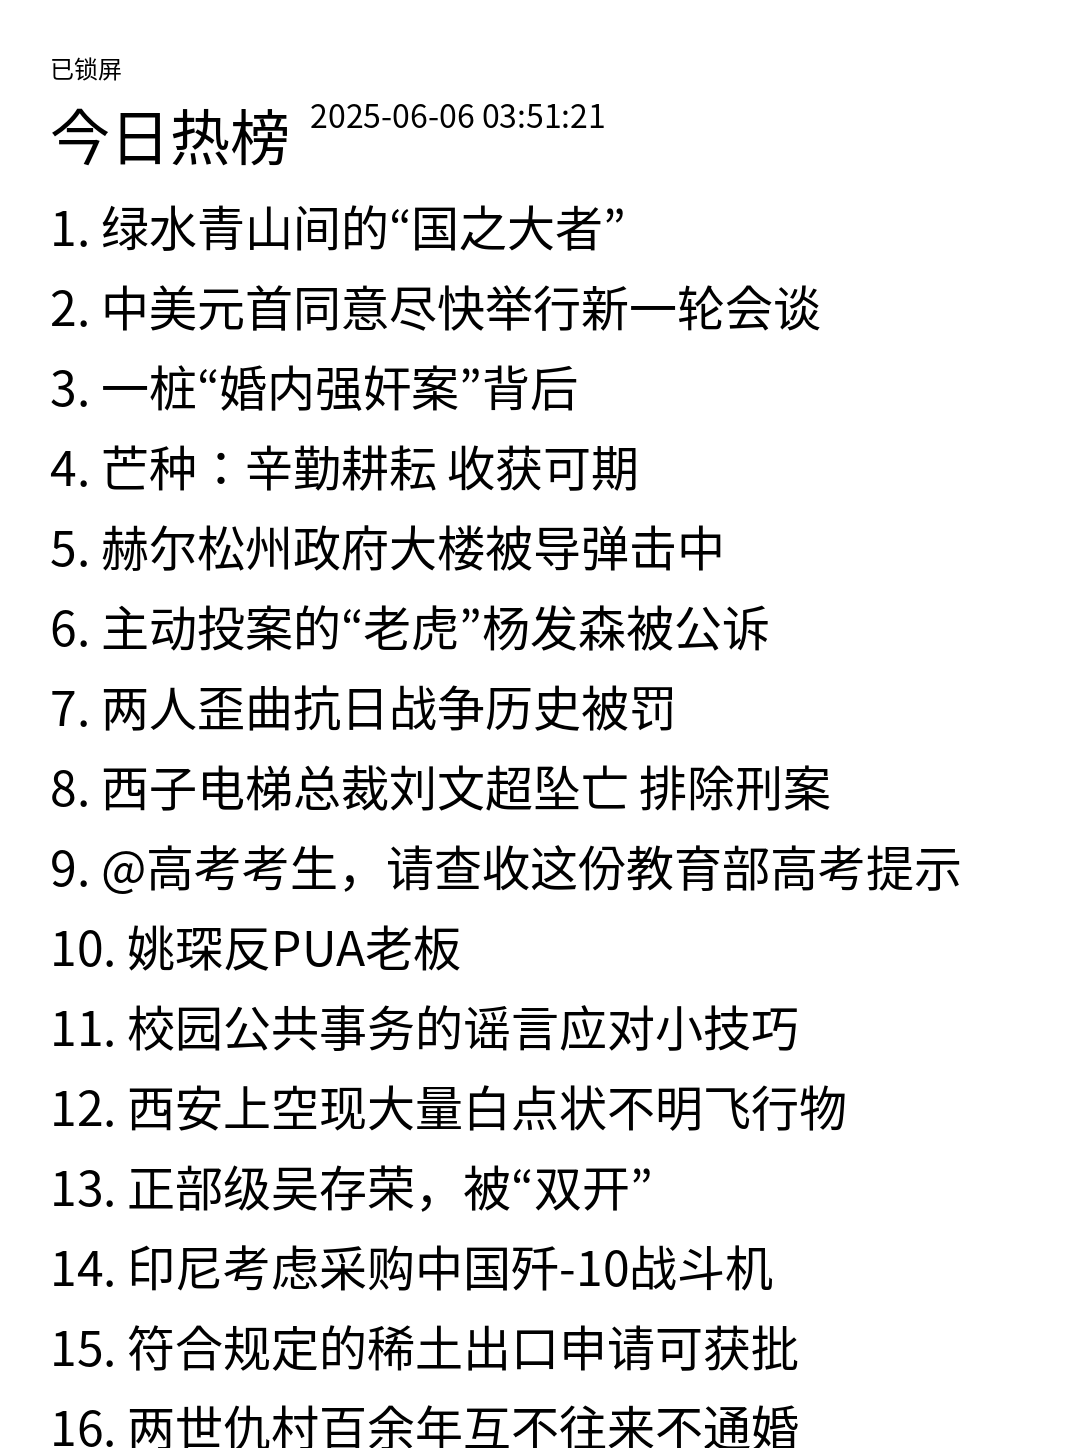 已锁屏
今日热榜 2025-06-06 03:51:21
1. 绿水青山间的“国之大者”
2. 中美元首同意尽快举行新一轮会谈
3. 一桩“婚内强奸案”背后
4. 芒种：辛勤耕耘 收获可期
5. 赫尔松州政府大楼被导弹击中
6. 主动投案的“老虎”杨发森被公诉
7. 两人歪曲抗日战争历史被罚
8. 西子电梯总裁刘文超坠亡 排除刑案
9. @高考考生，请查收这份教育部高考提示
10. 姚琛反PUA老板
11. 校园公共事务的谣言应对小技巧
12. 西安上空现大量白点状不明飞行物
13. 正部级吴存荣，被“双开”
14. 印尼考虑采购中国歼-10战斗机
15. 符合规定的稀土出口申请可获批
16. 两世仇村百余年互不往来不通婚